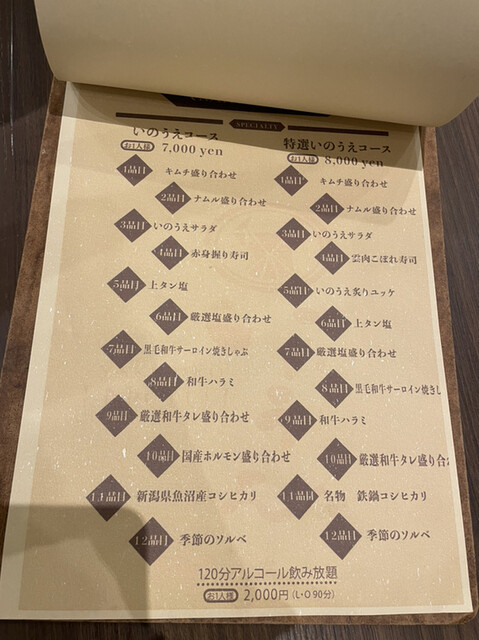 SPECIALTY
いのうえコース
お1人様 7,000 yen
1品目 キムチ盛り合わせ
2品目 ナムル盛り合わせ
3品目 いのうえサラダ
4品目 赤身握り寿司
5品目 上タン塩
6品目 厳選塩盛り合わせ
7品目 黒毛和牛サーロイン焼きしゃぶ
8品目 和牛ハラミ
9品目 厳選和牛タレ盛り合わせ
10品目 国産ホルモン盛り合わせ
11品目 新潟県魚沼産コシヒカリ
12品目 季節のソルベ
特選いのうえコース
お1人様 8,000 yen
1品目 キムチ盛り合わせ
2品目 ナムル盛り合わせ
3品目 いのうえサラダ
4品目 雲肉こぼれ寿司
5品目 いのうえ炙りユッケ
6品目 上タン塩
7品目 厳選塩盛り合わせ
8品目 黒毛和牛サーロイン焼きし
9品目 和牛ハラミ
10品目 厳選和牛タレ盛り合
11品目 名物 鉄鍋コシヒカリ
12品目 季節のソルベ
120分アルコール飲み放題
お1人様 2,000円 (L・O 90分)